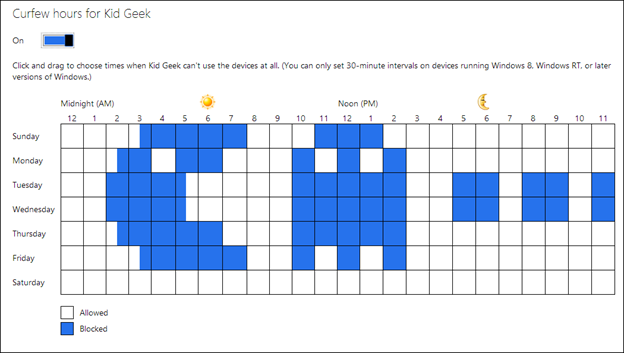 Curfew hours for Kid Geek
On
Click and drag to choose times when Kid Geek can't use the devices at all. (You can only set 30-minute intervals on devices running Windows 8, Windows RT, or later
versions of Windows.)
Midnight (AM) Noon (PM)
12 1 2 3 4 5 6 7 8 9 10 11 12 1 2 3 4 5 6 7 8 9 10 11
Sunday
Monday
Tuesday
Wednesday
Thursday
Friday
Saturday
Allowed
Blocked